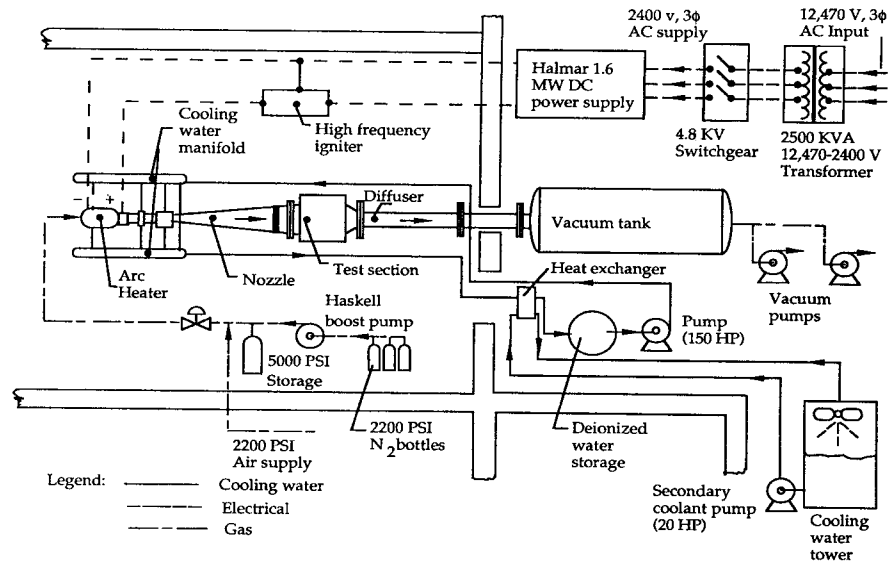 2400 v, 3ϕ
AC supply
12,470 V, 3ϕ
AC Input
Halmar 1.6
MW DC
power supply
4.8 KV
Switchgear
2500 KVA
12,470-2400 V
Transformer
Cooling
water
manifold
High frequency
igniter
- +
Diffuser
Vacuum tank
Arc
Heater
Nozzle
Test section
Heat exchanger
Vacuum
pumps
Haskell
boost pump
Pump
(150 HP)
5000 PSI
Storage
2200 PSI
N2 bottles
Deionized
water
storage
2200 PSI
Air supply
Legend:
Cooling water
Electrical
Gas
Secondary
coolant pump
(20 HP)
Cooling
water
tower